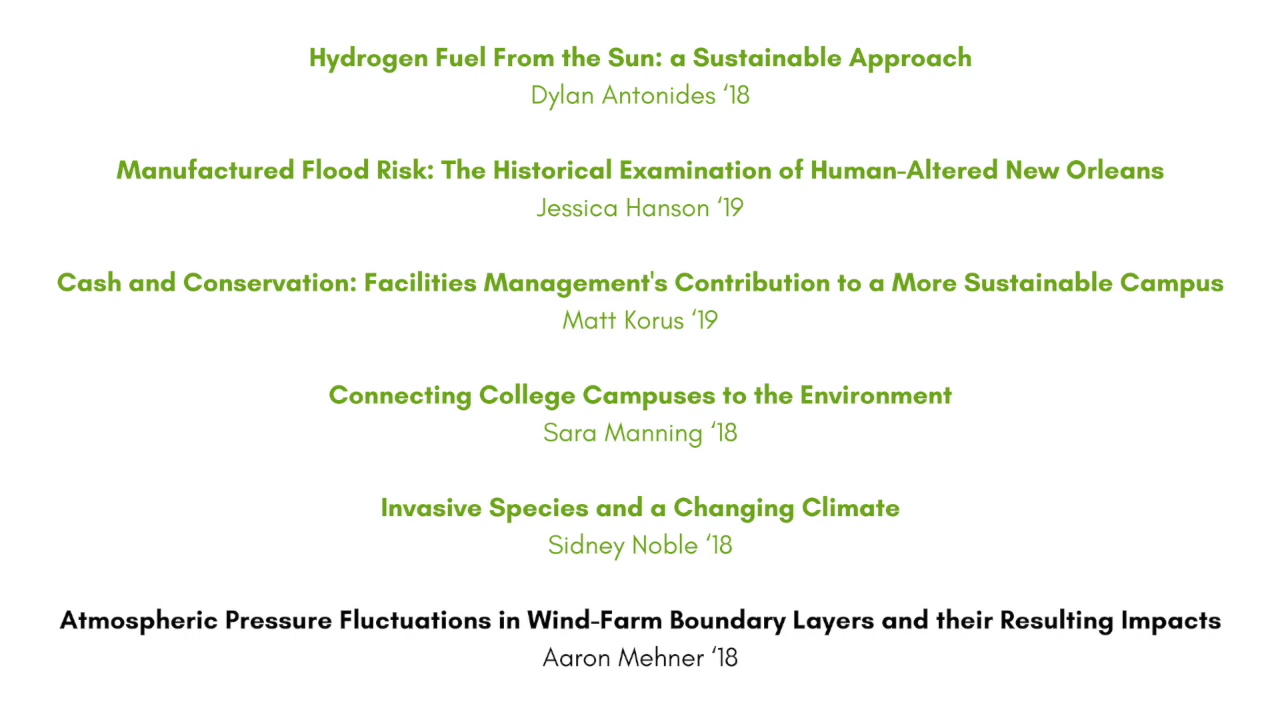 Hydrogen Fuel From the Sun: a Sustainable Approach
Dylan Antonides ‘18
Manufactured Flood Risk: The Historical Examination of Human-Altered New Orleans
Jessica Hanson ‘19
Cash and Conservation: Facilities Management's Contribution to a More Sustainable Campus
Matt Korus ‘19
Connecting College Campuses to the Environment
Sara Manning ‘18
Invasive Species and a Changing Climate
Sidney Noble ‘18
Atmospheric Pressure Fluctuations in Wind-Farm Boundary Layers and their Resulting Impacts
Aaron Mehner ‘18